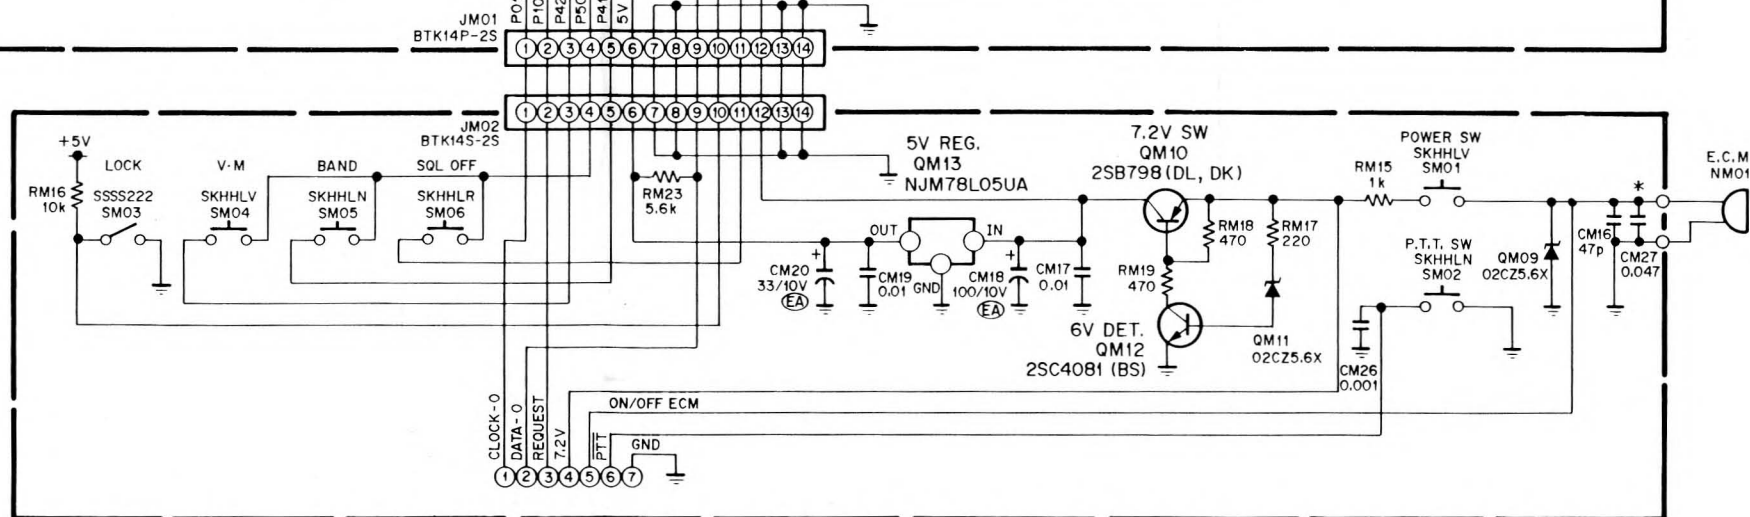 JM01
BTK14P-2S
P10
P42
5V
1 2 3 4 5 6 7 8 9 10 11 12 13 14
1 2 3 4 5 6 7 8 9 10 11 12 13 14
JM02
BTK14S-2S
+5V
LOCK
V·M
BAND
SQL OFF
RM16
10k
SSSS222
SM03
SKHHLV
SM04
SKHHLN
SM05
SKHHLR
SM06
RM23
5.6k
5V REG.
QM13
NJM78L05UA
7.2V SW
QM10
2SB798(DL, DK)
POWER SW
SKHHLV
SM01
RM15
1k
E.C.M
NM01
*
OUT
IN
GND
RM18
470
RM17
220
CM16
47p
CM27
0.047
P.T.T. SW
SKHHLN
SM02
QM09
02CZ5.6X
+
CM20
33/10V
EA
CM19
0.01
+
CM18
100/10V
EA
CM17
0.01
RM19
470
6V DET.
QM12
2SC4081 (BS)
QM11
02CZ5.6X
CM26
0.001
CLOCK-0
DATA-0
REQUEST
7.2V
ON/OFF ECM
PTT
GND
1 2 3 4 5 6 7